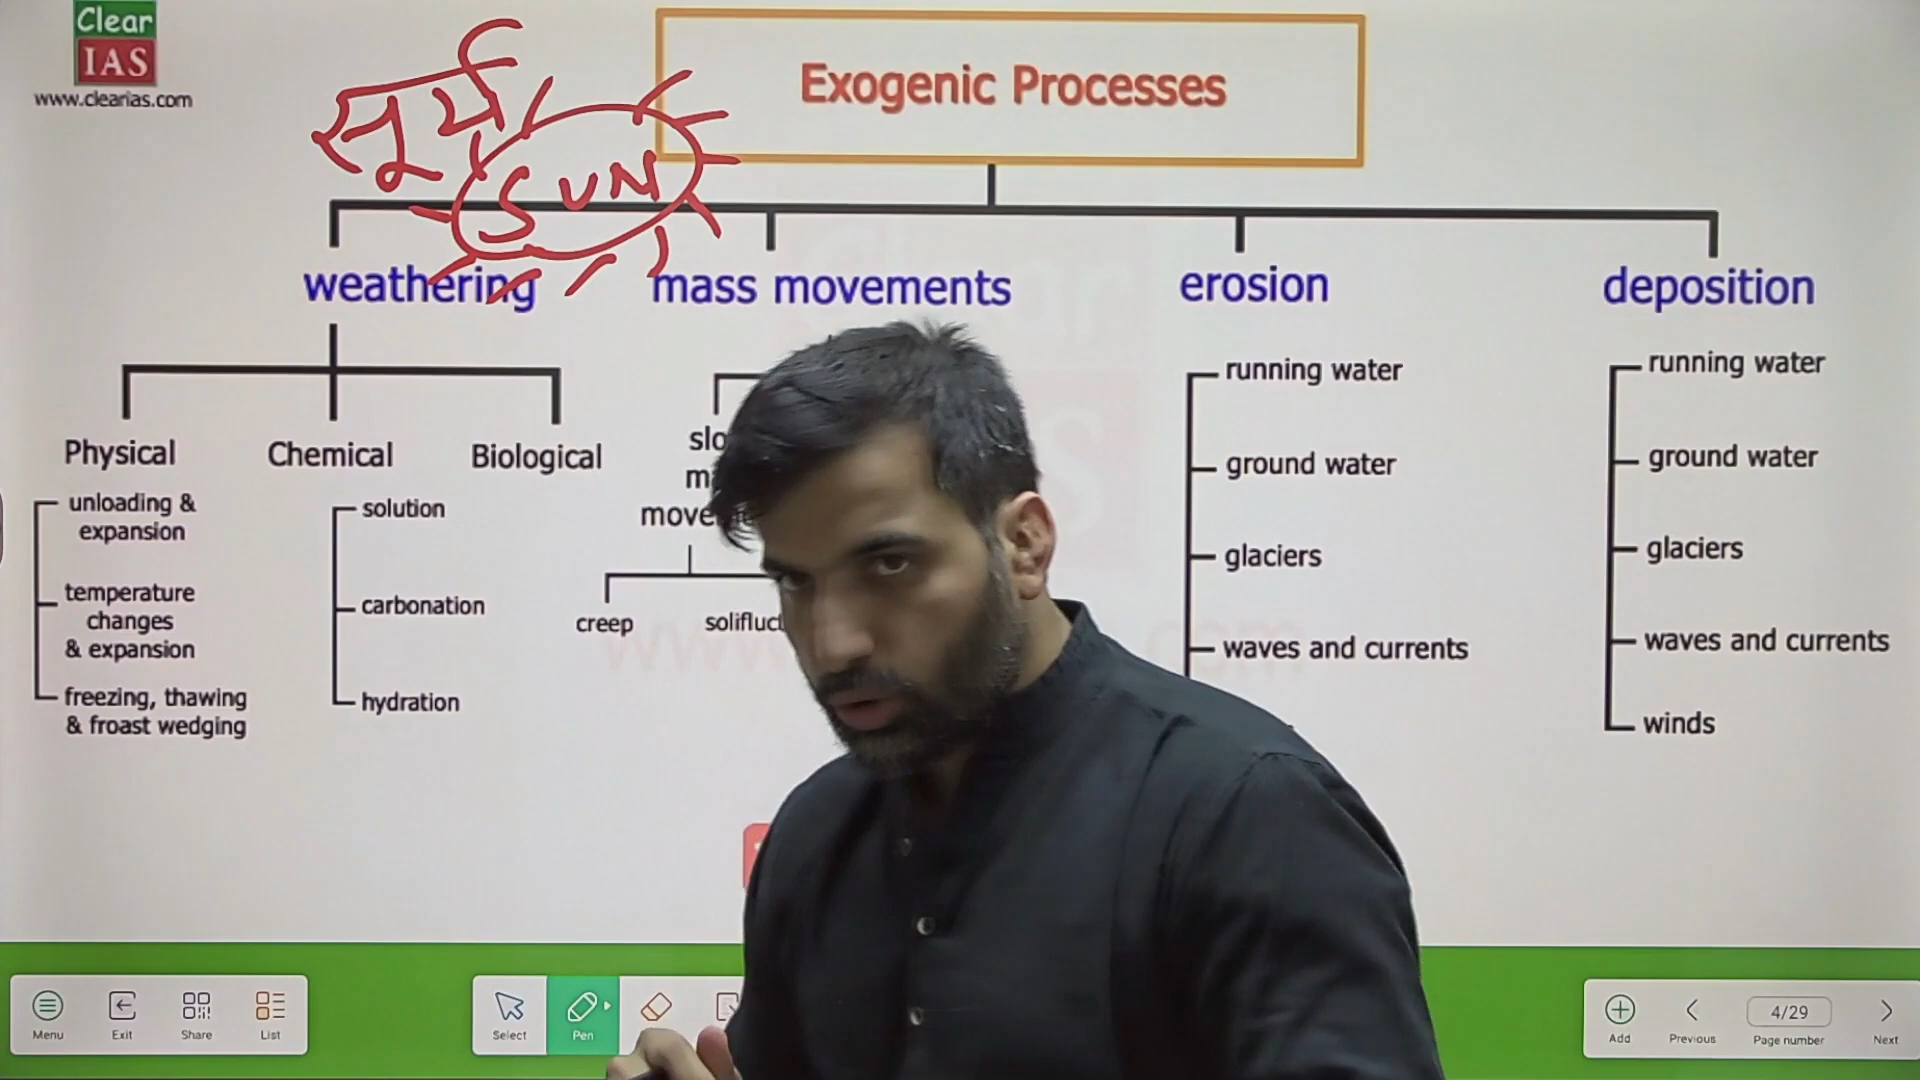 Clear
IAS
www.clearias.com
Exogenic Processes
सूर्य
SUN
weathering
mass movements
erosion
deposition
Physical
Chemical
Biological
unloading &
expansion
temperature
changes
& expansion
freezing, thawing
& froast wedging
solution
carbonation
hydration
creep
running water
ground water
glaciers
waves and currents
running water
ground water
glaciers
waves and currents
winds
Menu
Exit
Share
List
Select
Pen
Add
Previous
4/29
Page number
Next